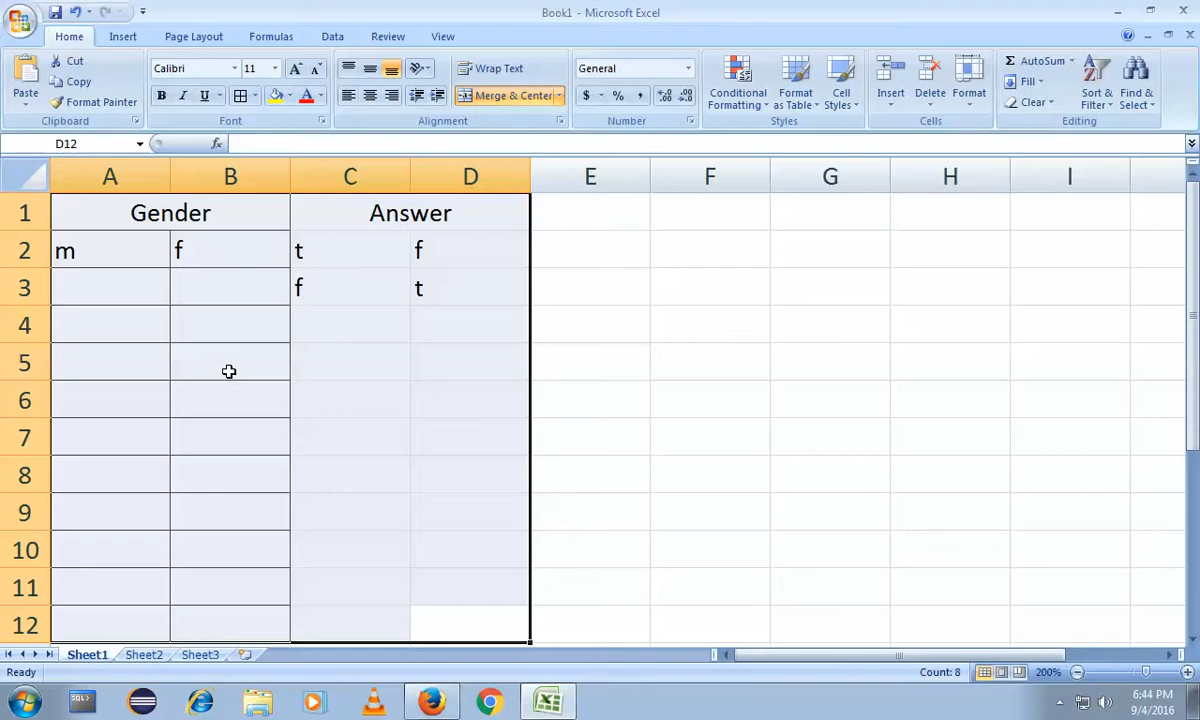 Book1 - Microsoft Excel
Home Insert Page Layout Formulas Data Review View
Paste
Cut
Copy
Format Painter
Clipboard
Calibri 11
B I U
Font
Wrap Text
Merge & Center
Alignment
General
$ % ,
Number
Conditional Formatting
Format as Table
Cell Styles
Styles
Insert
Delete
Format
Cells
Σ AutoSum
Fill
Clear
Sort & Filter
Find & Select
Editing
D12 fx
A B C D E F G H I
1 Gender Answer
2 m f t f
3 f t
4
5
6
7
8
9
10
11
12
Sheet1 Sheet2 Sheet3
Ready Count: 8 200%
SQL>
6:44 PM
9/4/2016